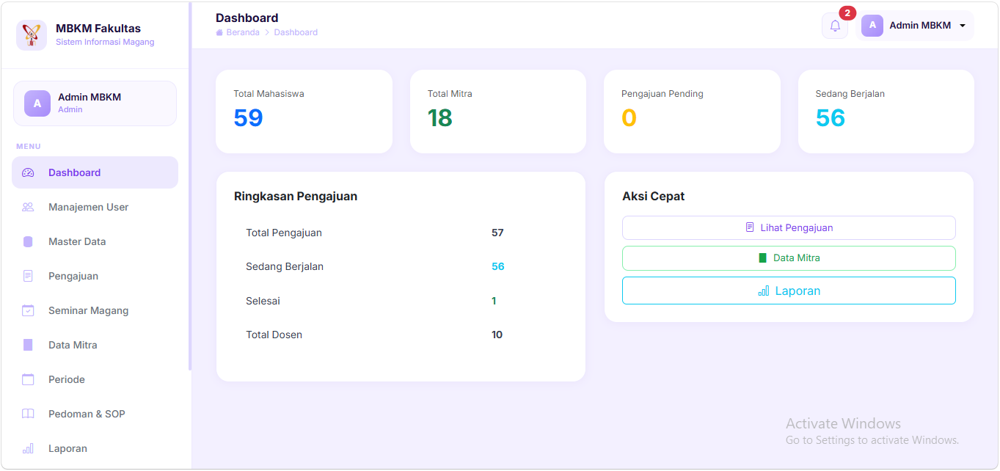 MBKM Fakultas
Sistem Informasi Magang
Admin MBKM
Admin
A
MENU
Dashboard
Manajemen User
Master Data
Pengajuan
Seminar Magang
Data Mitra
Periode
Pedoman & SOP
Laporan
Dashboard
Beranda > Dashboard
2
A Admin MBKM
Total Mahasiswa
59
Total Mitra
18
Pengajuan Pending
0
Sedang Berjalan
56
Ringkasan Pengajuan
Total Pengajuan 57
Sedang Berjalan 56
Selesai 1
Total Dosen 10
Aksi Cepat
Lihat Pengajuan
Data Mitra
Laporan
Activate Windows
Go to Settings to activate Windows.